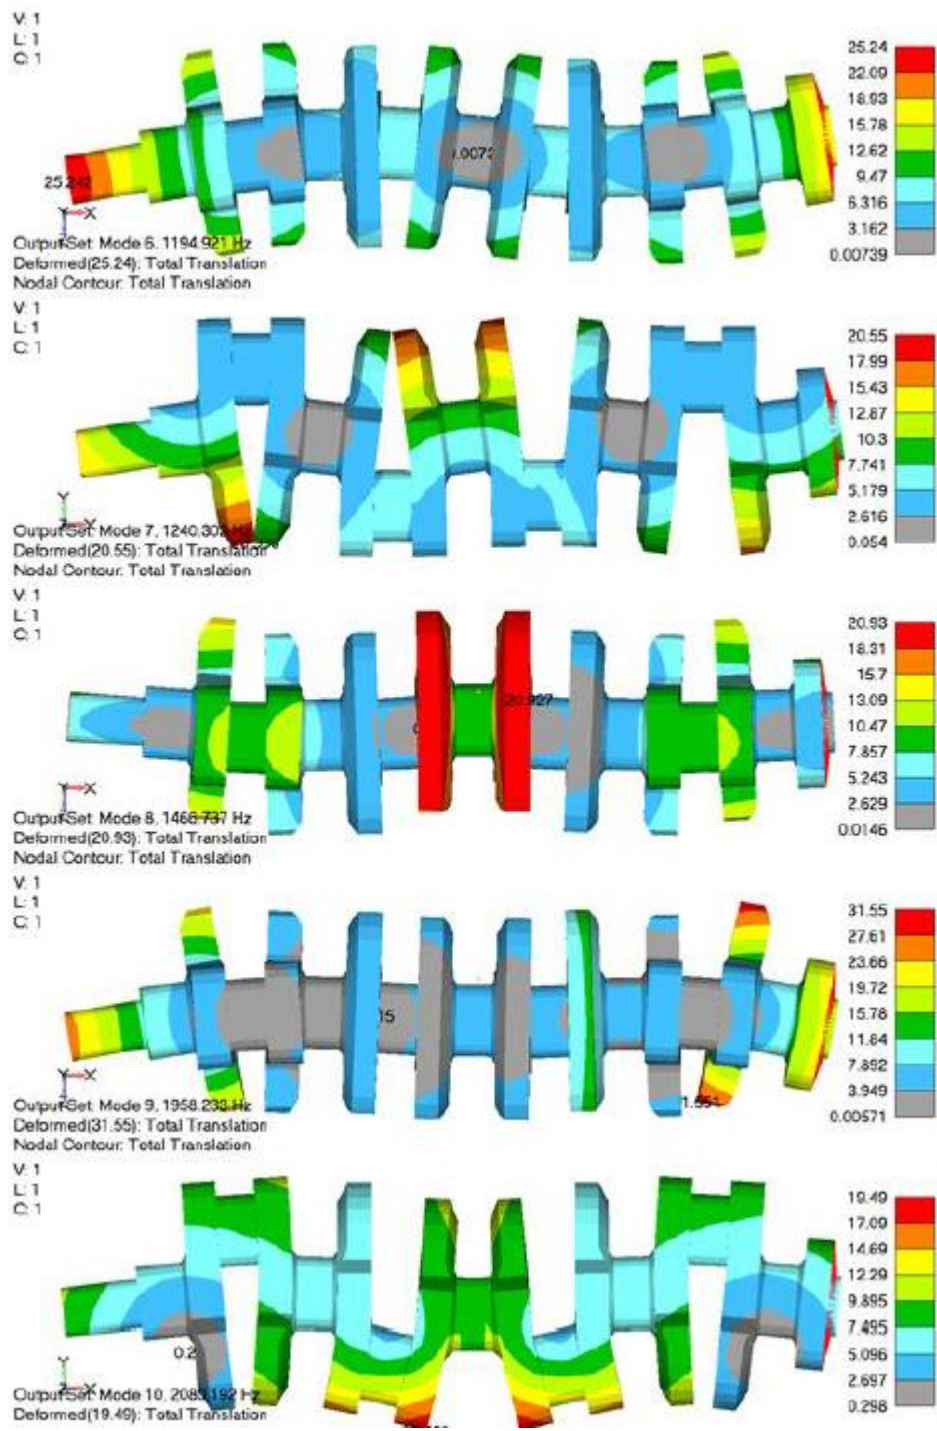 V: 1
L: 1
C: 1
25.24
22.09
18.93
15.78
12.62
9.47
6.316
3.162
0.00739
25.242
Y X
Output Set: Mode 6, 1194.921 Hz
Deformed(25.24): Total Translation
Nodal Contour: Total Translation
V: 1
L: 1
C: 1
20.55
17.99
15.43
12.87
10.3
7.741
5.179
2.616
0.054
Y
X
Output Set: Mode 7, 1240.302 Hz
Deformed(20.55): Total Translation
Nodal Contour: Total Translation
V: 1
L: 1
C: 1
20.93
18.31
15.7
13.09
10.47
7.857
5.243
2.629
0.0146
20.927
Y X
Output Set: Mode 8, 1468.737 Hz
Deformed(20.93): Total Translation
Nodal Contour: Total Translation
V: 1
L: 1
C: 1
31.55
27.61
23.66
19.72
15.78
11.84
7.892
3.949
0.00571
15
Y X
Output Set: Mode 9, 1958.233 Hz
Deformed(31.55): Total Translation
Nodal Contour: Total Translation
V: 1
L: 1
C: 1
19.49
17.09
14.69
12.29
9.895
7.495
5.096
2.697
0.298
0.2
Y
X
Output Set: Mode 10, 2083.192 Hz
Deformed(19.49): Total Translation